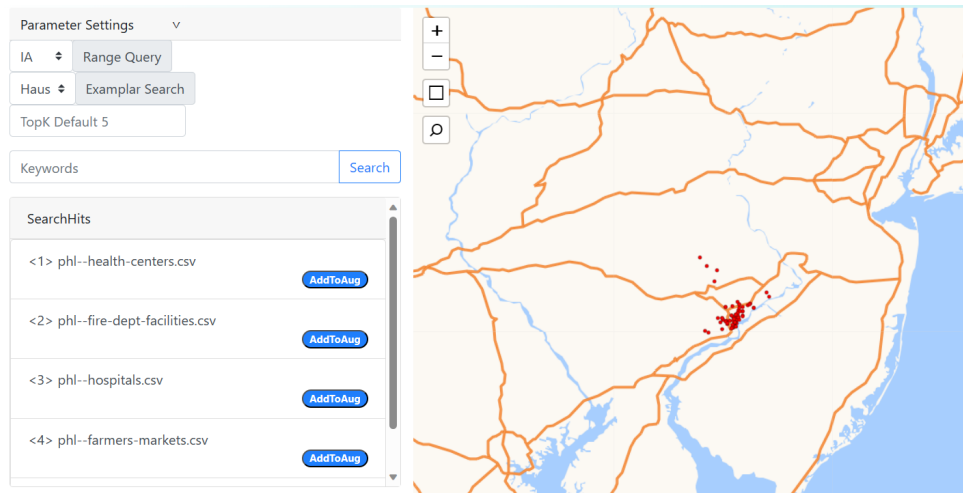 Parameter Settings v
IA Range Query
Haus Examplar Search
TopK Default 5
Keywords Search
SearchHits
<1> phl--health-centers.csv
AddToAug
<2> phl--fire-dept-facilities.csv
AddToAug
<3> phl--hospitals.csv
AddToAug
<4> phl--farmers-markets.csv
AddToAug
+
−